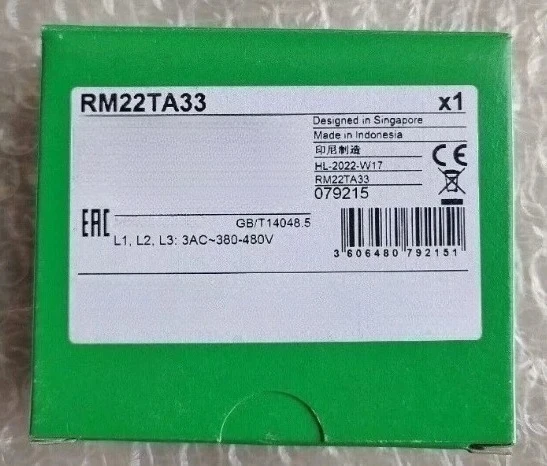 RM22TA33 x1
Designed in Singapore
Made in Indonesia
印尼制造
HL-2022-W17
RM22TA33
079215
CE
EAC
GB/T14048.5
L1, L2, L3: 3AC~380-480V
3 606480 792151